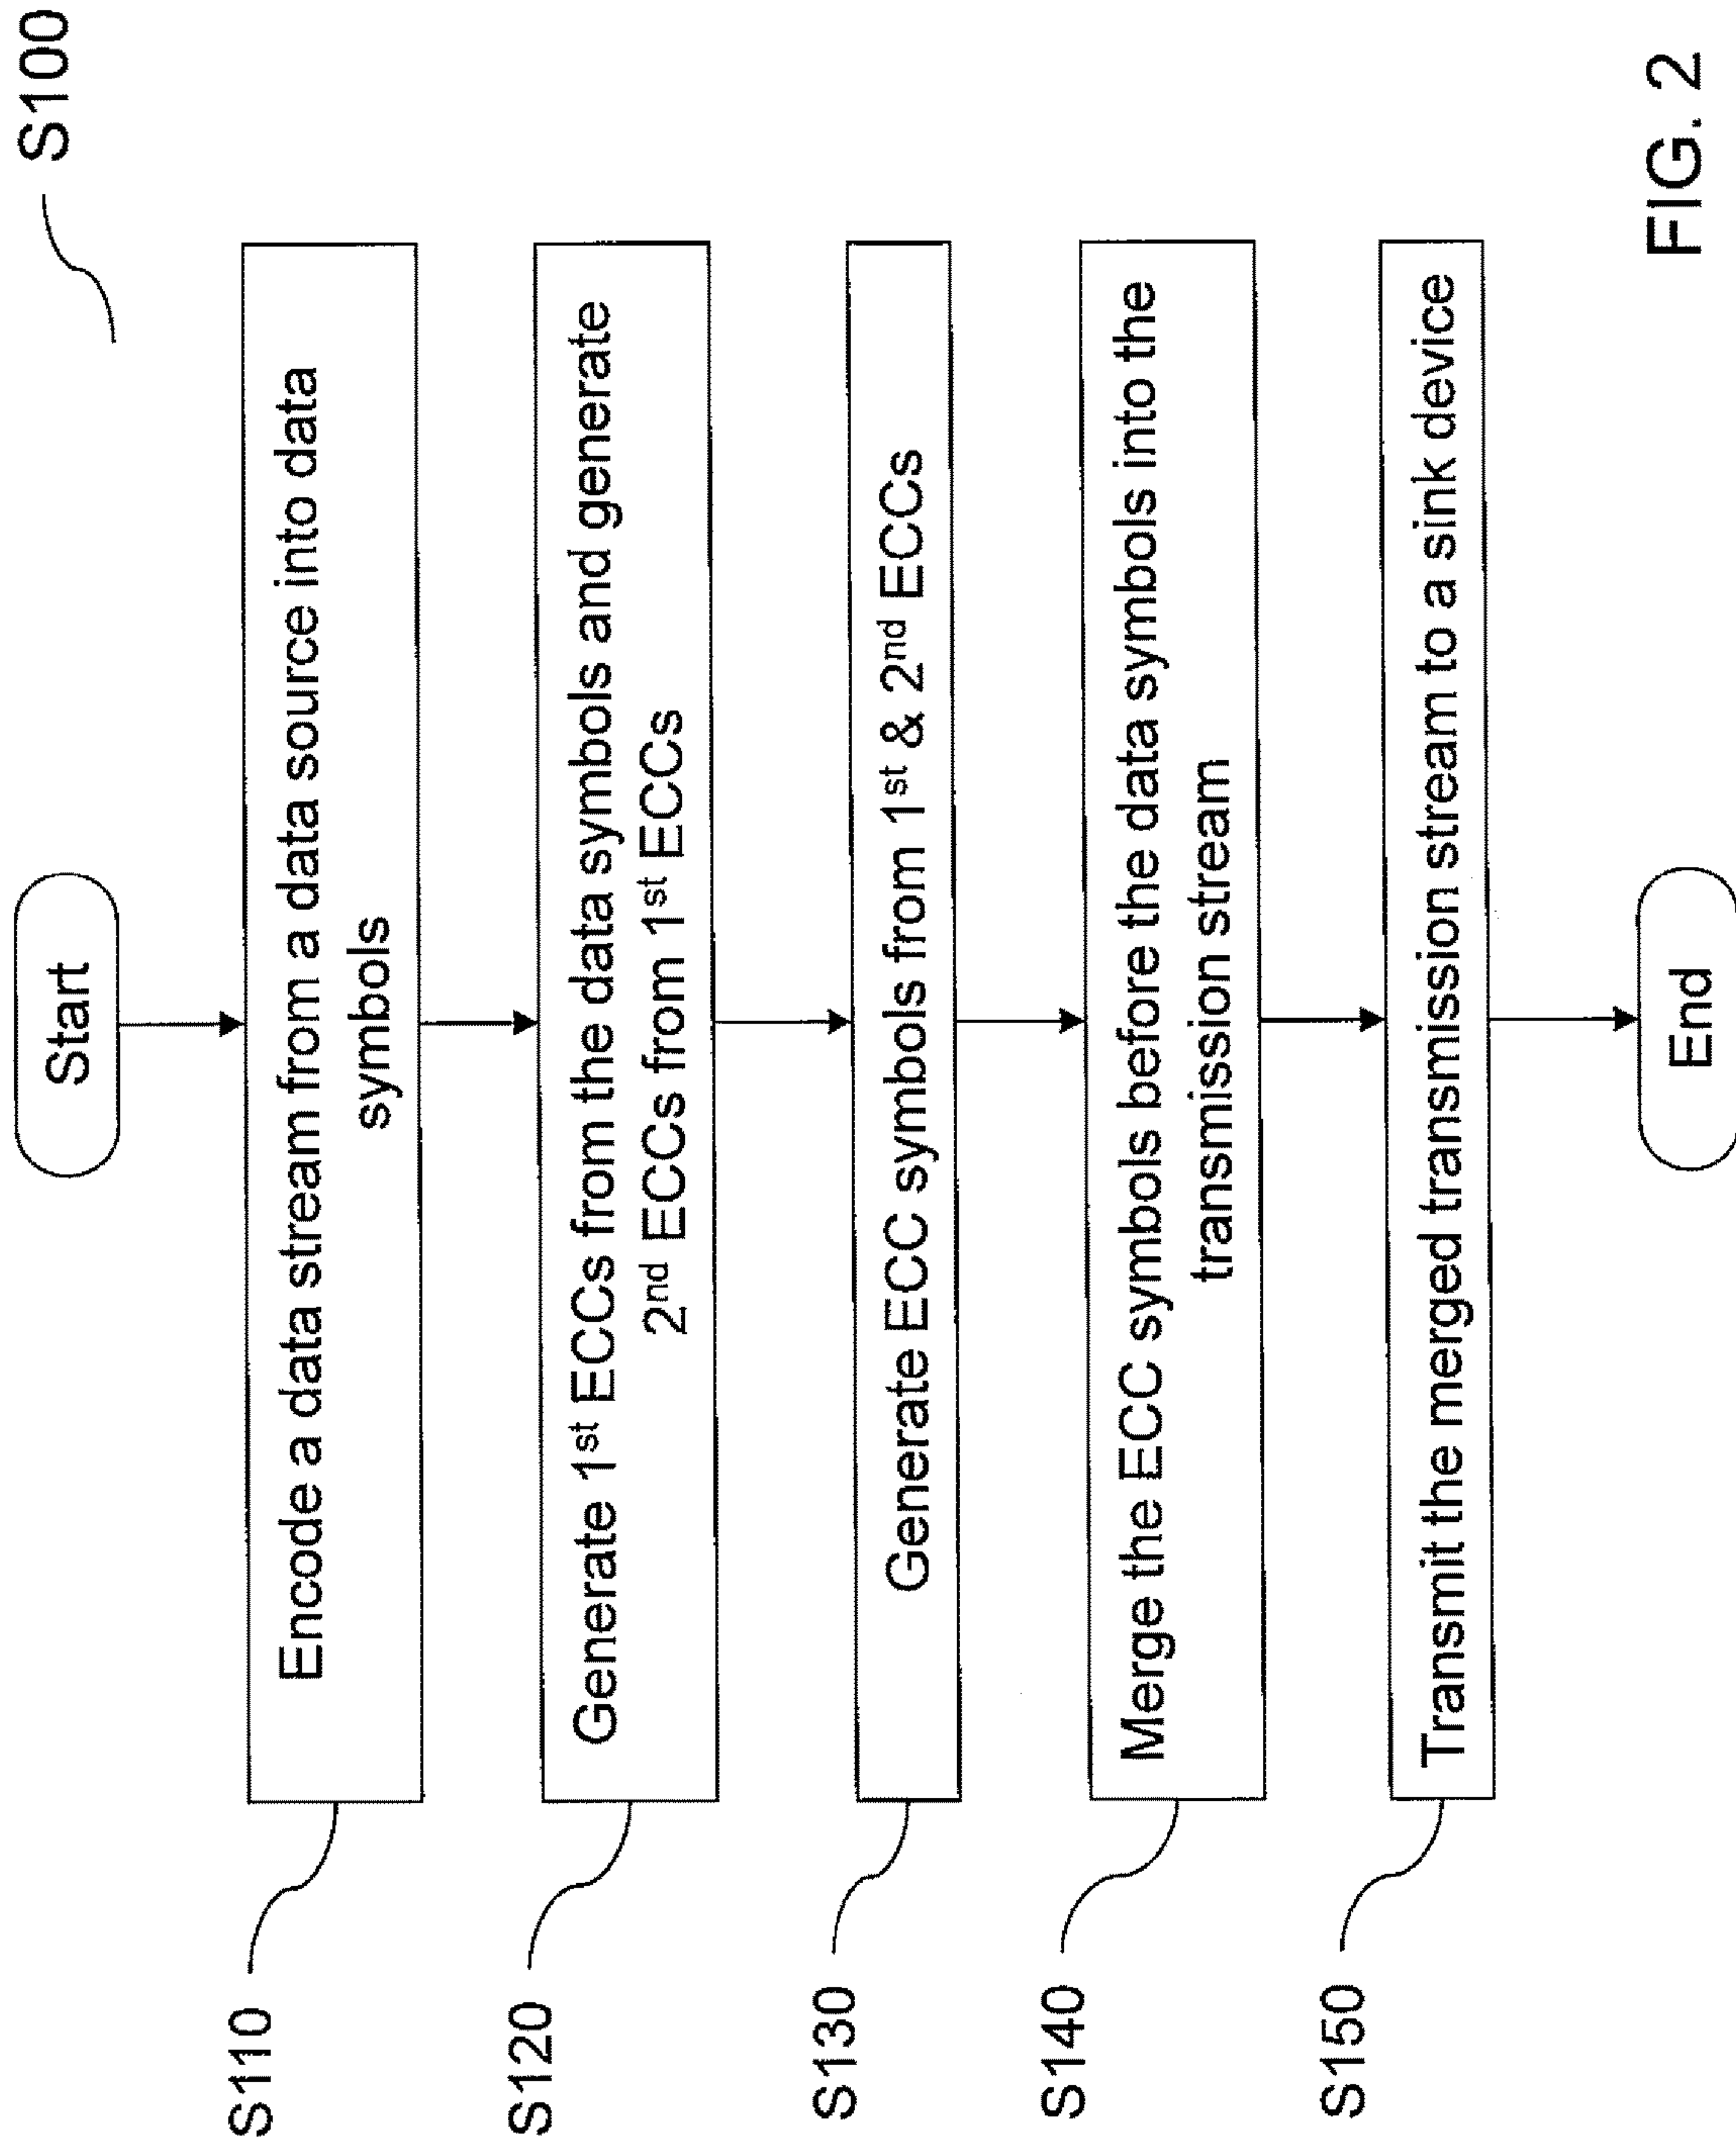 S100
Start
S110
Encode a data stream from a data source into data
symbols
S120
Generate 1st ECCs from the data symbols and generate
2nd ECCs from 1st ECCs
S130
Generate ECC symbols from 1st & 2nd ECCs
S140
Merge the ECC symbols before the data symbols into the
transmission stream
S150
Transmit the merged transmission stream to a sink device
End
FIG. 2